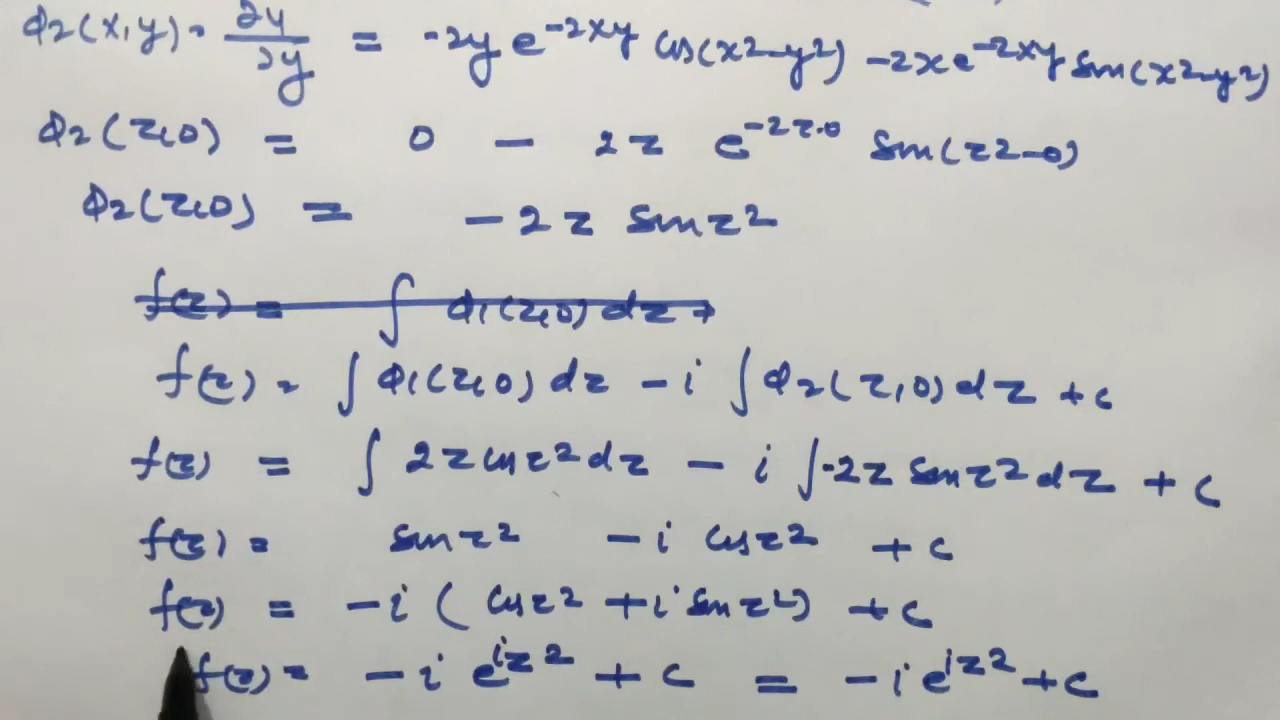 ϕ2(x,y) = ∂u/∂y = -2y e^-2xy cos(x2-y2) -2x e^-2xy sin(x2-y2)
ϕ2(z,0) = 0 - 2z e^-2z.0 sin(z2-0)
ϕ2(z,0) = -2z sin z2
f(z) = ∫ ϕ1(z,0) dz +
f(z) = ∫ ϕ1(z,0) dz - i ∫ ϕ2(z,0) dz + c
f(z) = ∫ 2z cos z2 dz - i ∫ -2z sin z2 dz + c
f(z) = sin z2 - i cos z2 + c
f(z) = -i ( cos z2 + i sin z2) + c
f(z) = -i e^iz2 + c = -i e^iz2 + c